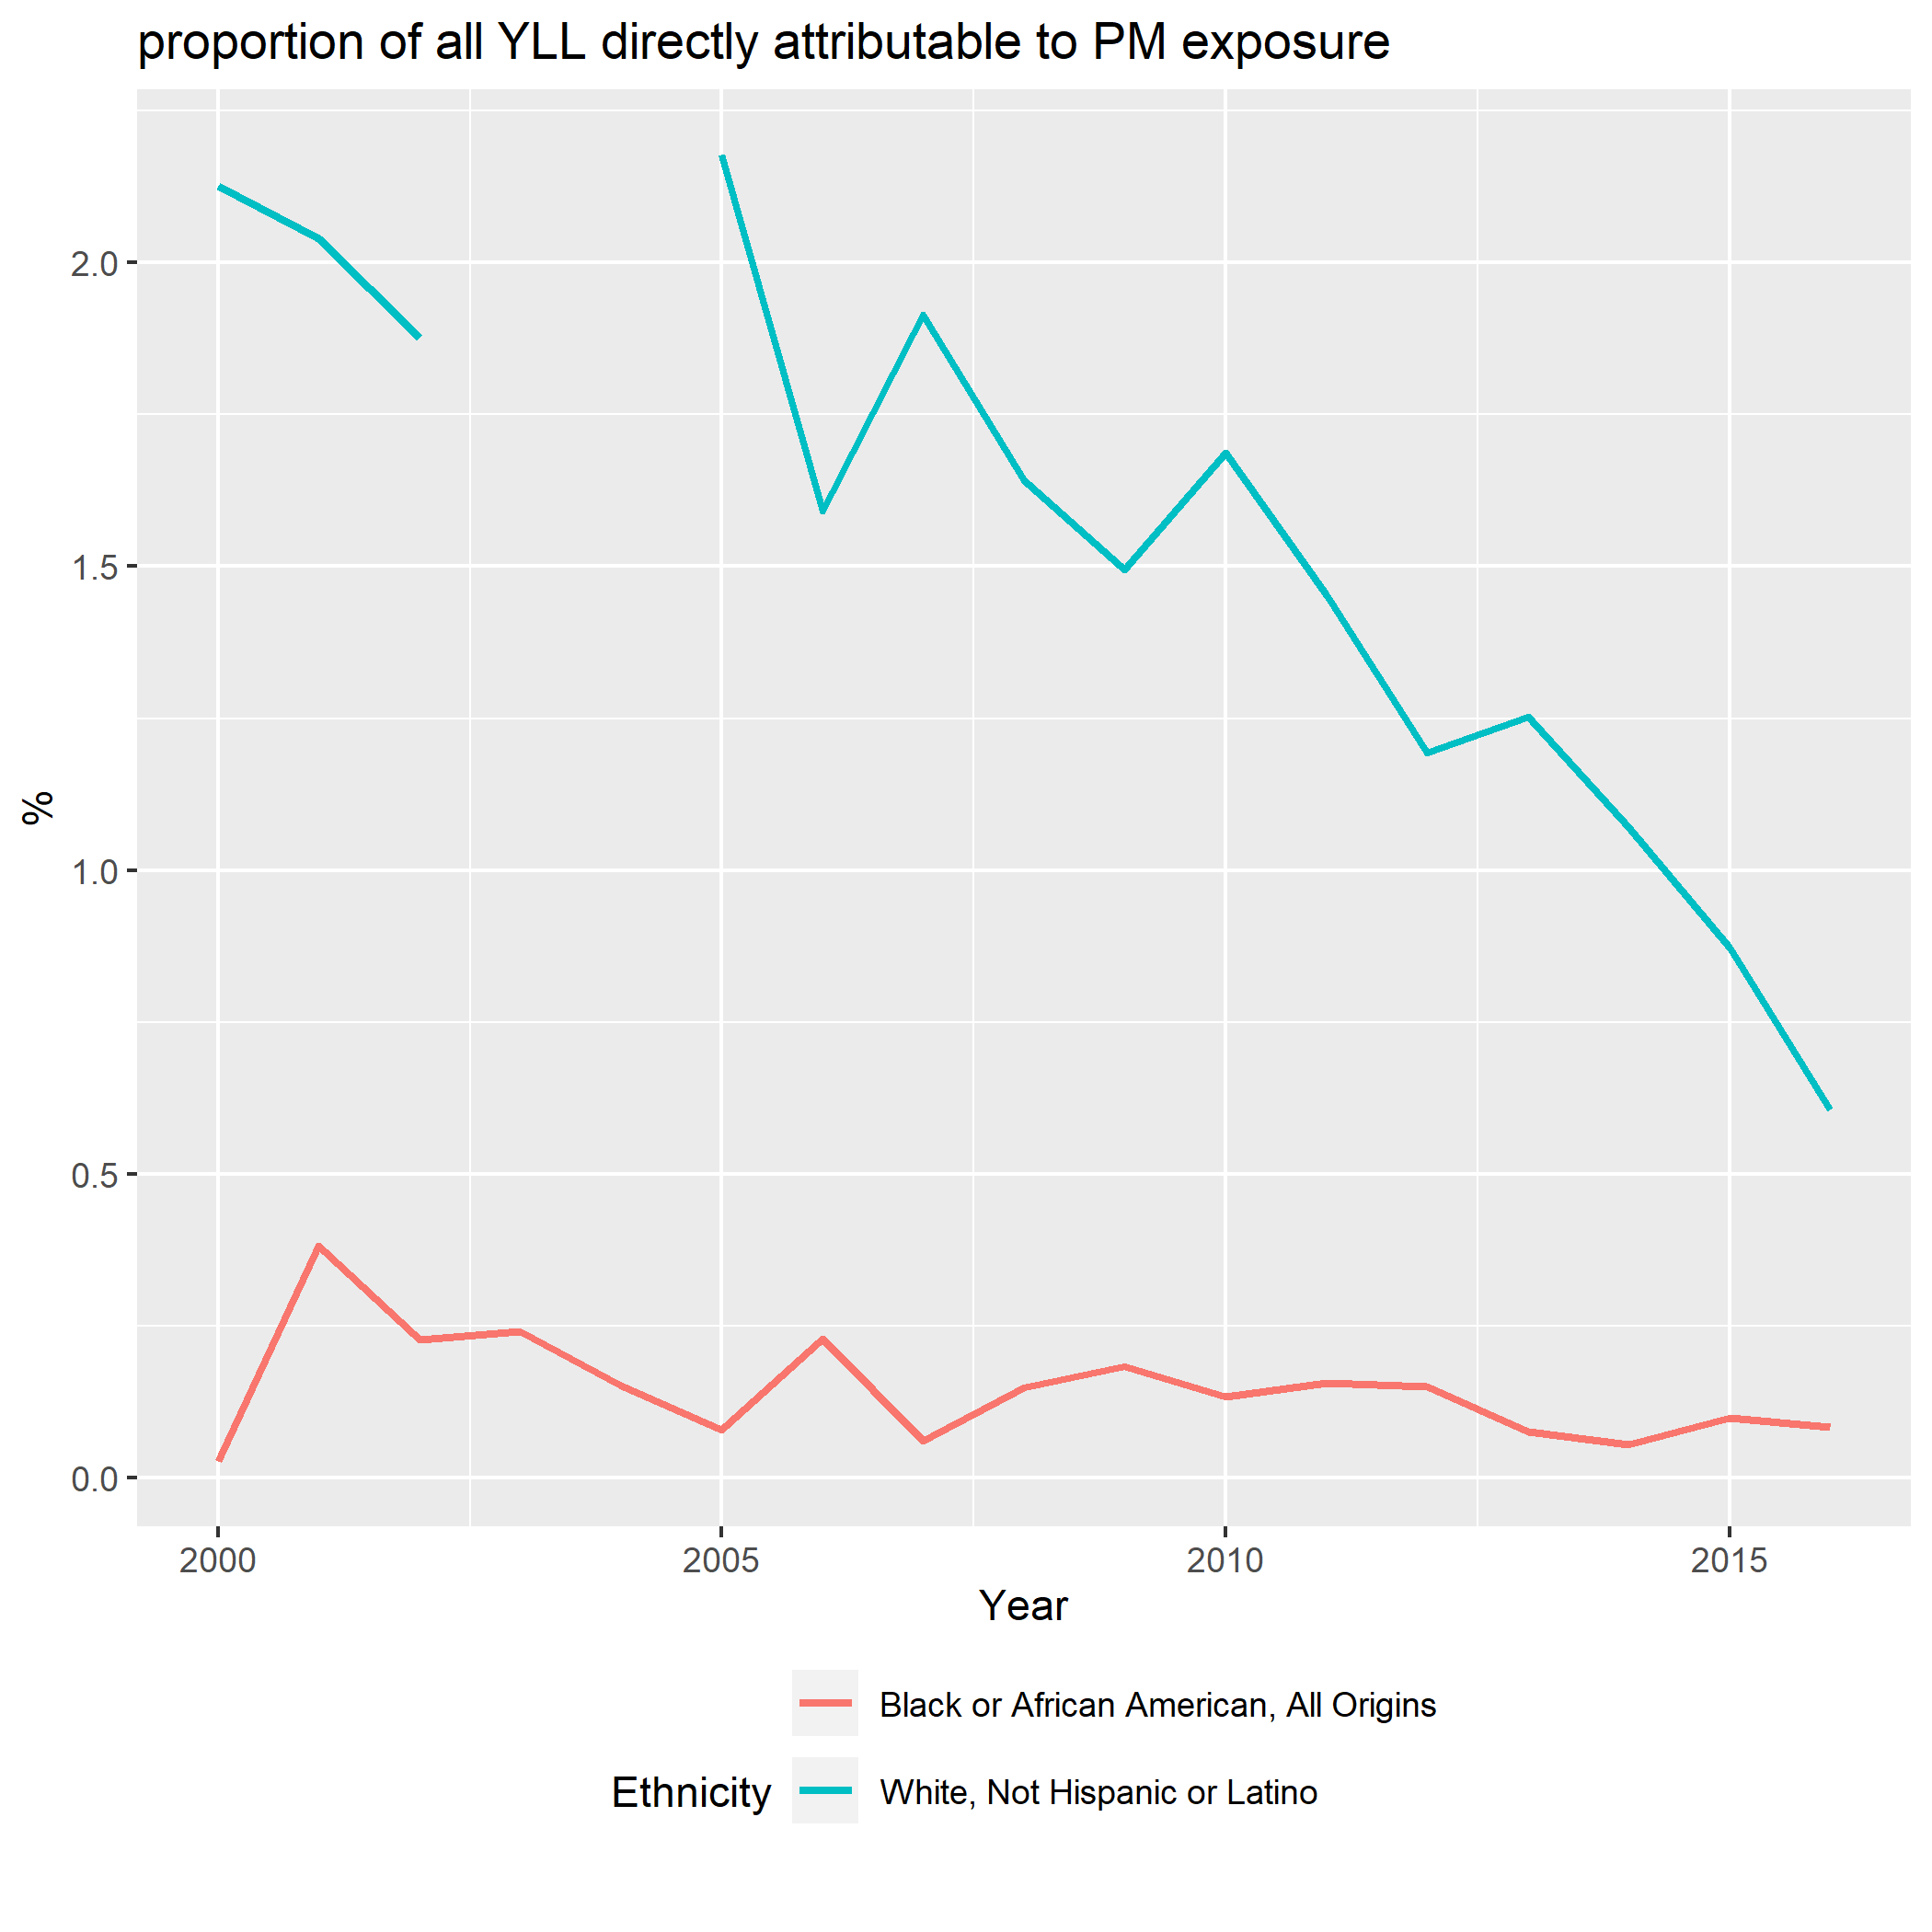 proportion of all YLL directly attributable to PM exposure
2.0
1.5
%
1.0
0.5
0.0
2000 2005 2010 2015
Year
Black or African American, All Origins
Ethnicity White, Not Hispanic or Latino